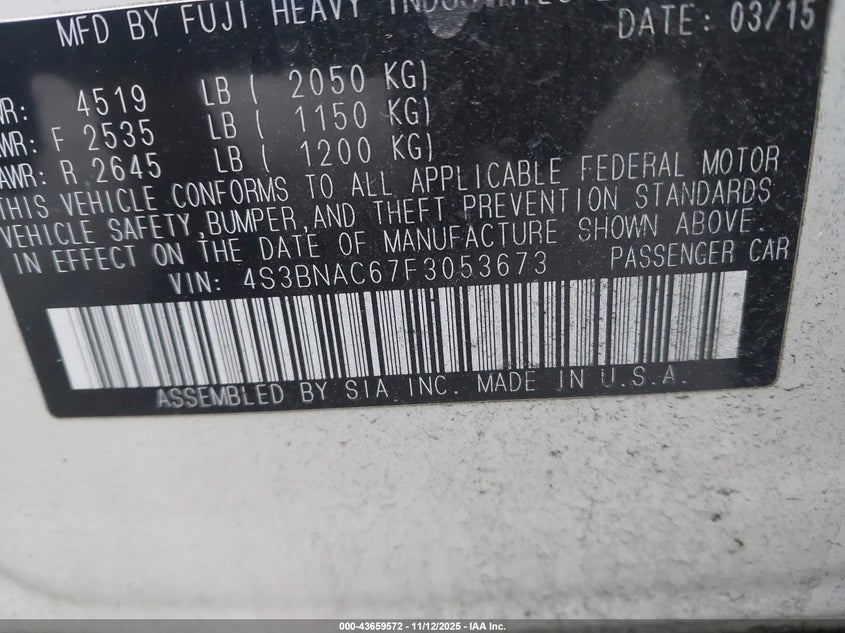 MFD BY FUJI HEAVY
DATE: 03/15
WR: 4519 LB ( 2050 KG)
AWR: F 2535 LB ( 1150 KG)
AWR: R 2645 LB ( 1200 KG)
THIS VEHICLE CONFORMS TO ALL APPLICABLE FEDERAL MOTOR
VEHICLE SAFETY,BUMPER,AND THEFT PREVENTION STANDARDS
IN EFFECT ON THE DATE OF MANUFACTURE SHOWN ABOVE.
VIN: 4S3BNAC67F3053673 PASSENGER CAR
ASSEMBLED BY SIA INC. MADE IN U.S.A.
000-43659572 - 11/12/2025 - IAA Inc.